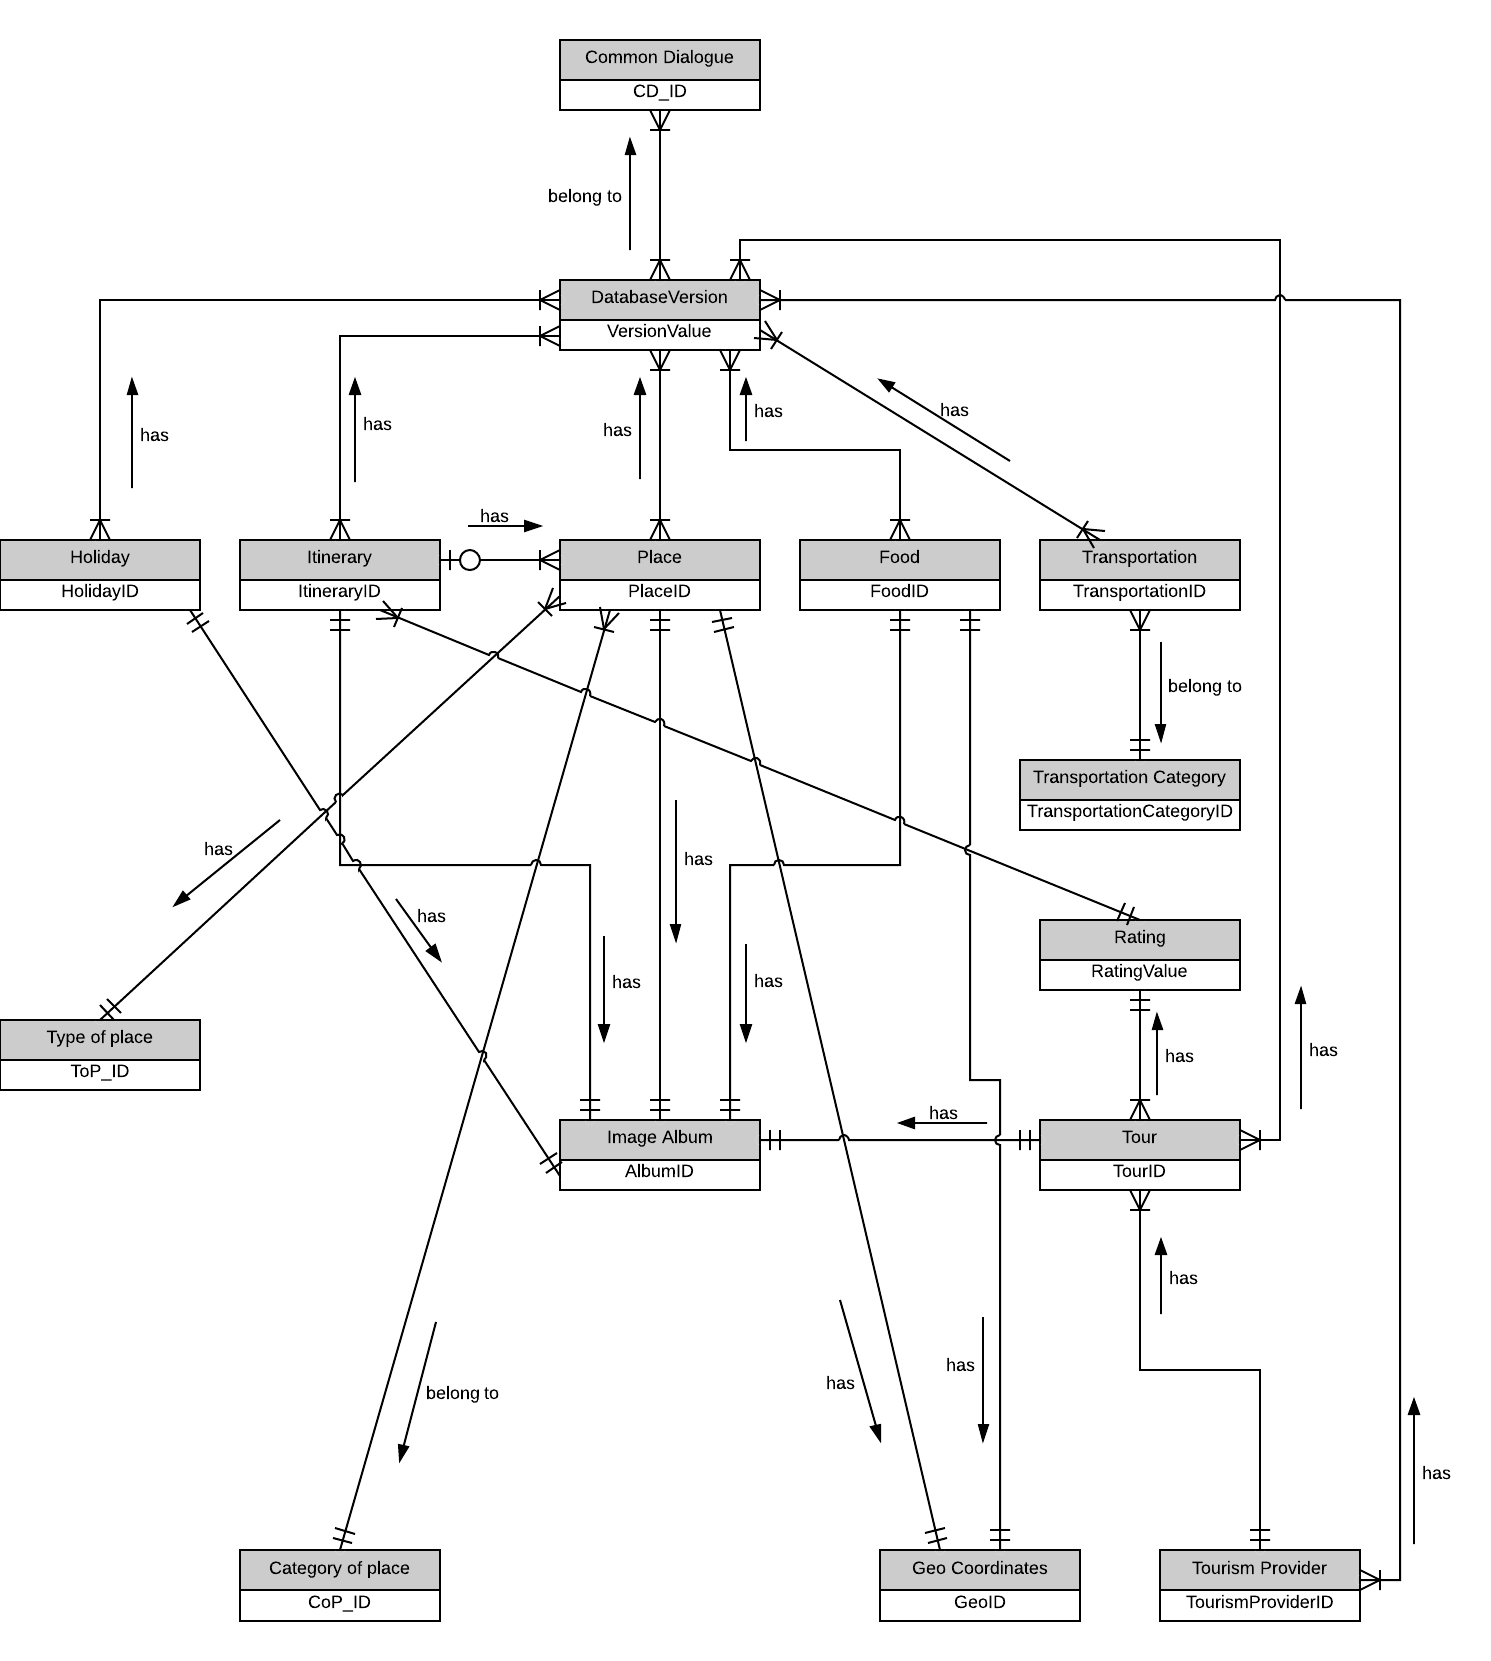 Common Dialogue
CD_ID
belong to
DatabaseVersion
VersionValue
has
has
has
has
has
has
Holiday
HolidayID
Itinerary
ItineraryID
Place
PlaceID
Food
FoodID
Transportation
TransportationID
belong to
Transportation Category
TransportationCategoryID
has
has
has
has
has
Rating
RatingValue
Type of place
ToP_ID
has
has
has
Image Album
AlbumID
Tour
TourID
has
has
has
belong to
has
Category of place
CoP_ID
Geo Coordinates
GeoID
Tourism Provider
TourismProviderID